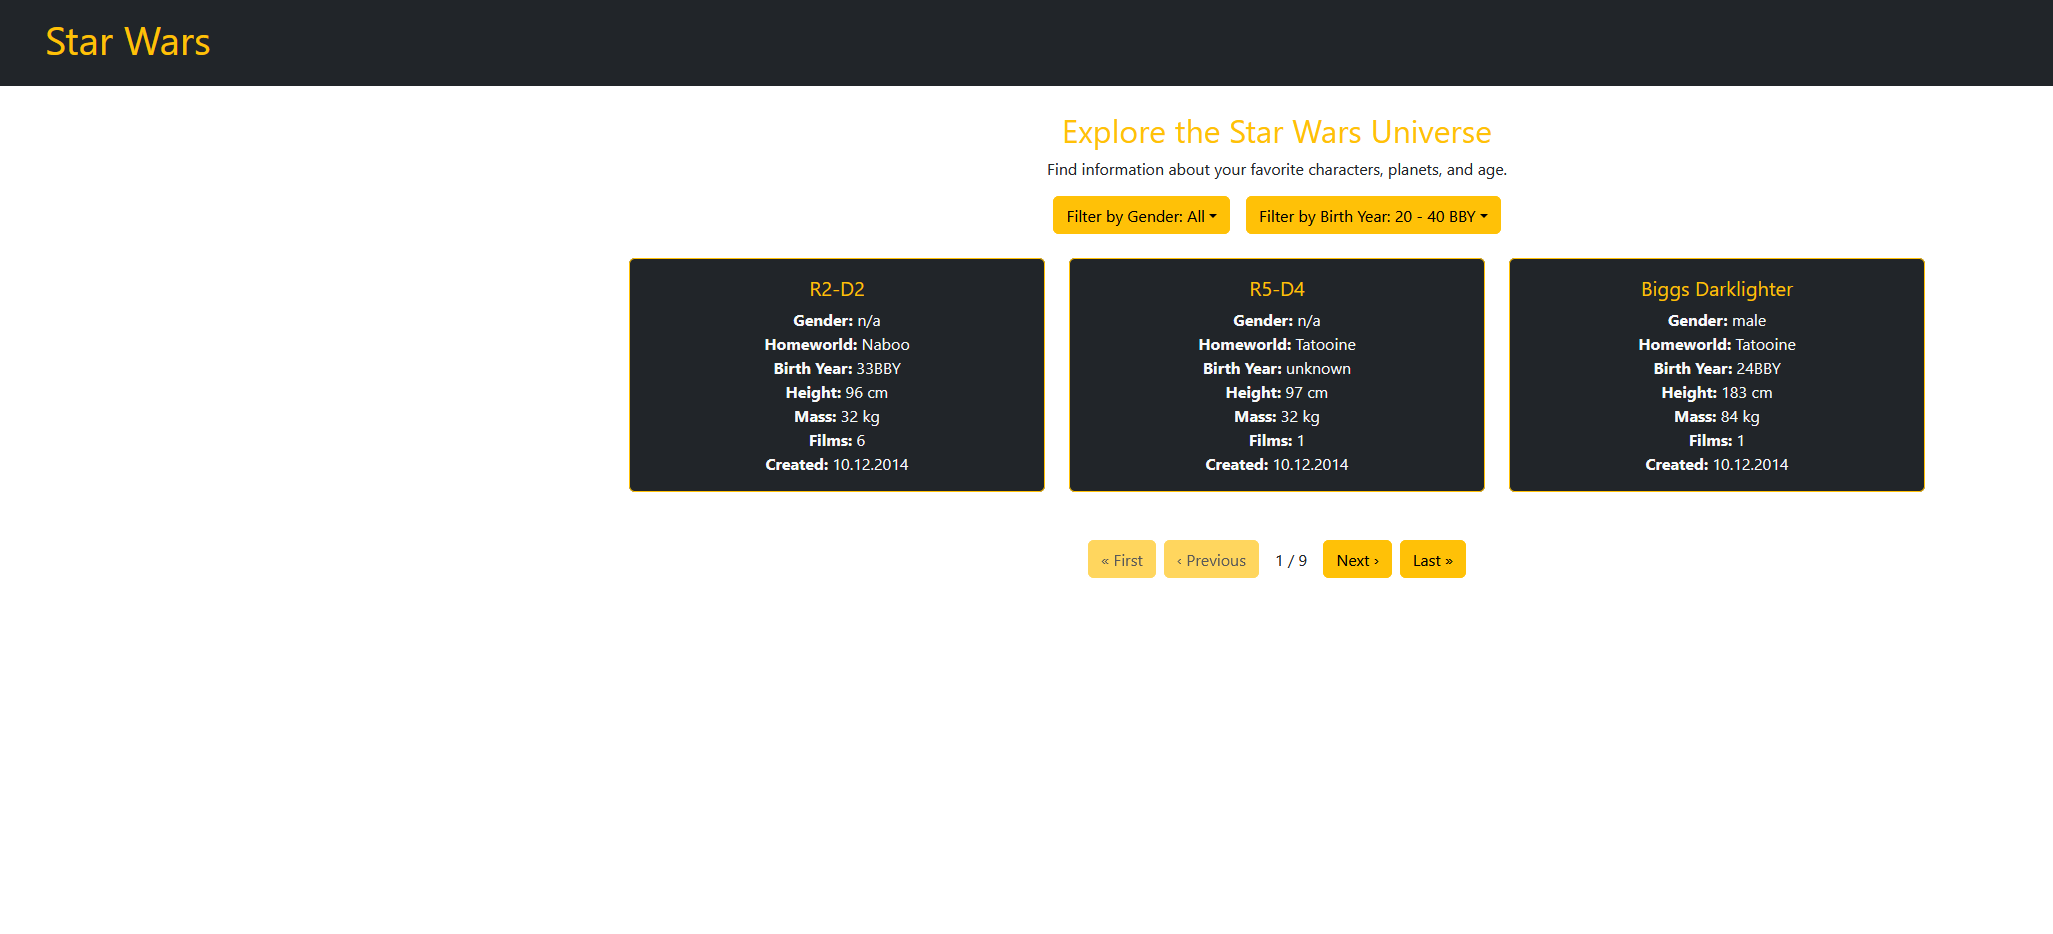 Star Wars
Explore the Star Wars Universe
Find information about your favorite characters, planets, and age.
Filter by Gender: All
Filter by Birth Year: 20 - 40 BBY
R2-D2
Gender: n/a
Homeworld: Naboo
Birth Year: 33BBY
Height: 96 cm
Mass: 32 kg
Films: 6
Created: 10.12.2014
R5-D4
Gender: n/a
Homeworld: Tatooine
Birth Year: unknown
Height: 97 cm
Mass: 32 kg
Films: 1
Created: 10.12.2014
Biggs Darklighter
Gender: male
Homeworld: Tatooine
Birth Year: 24BBY
Height: 183 cm
Mass: 84 kg
Films: 1
Created: 10.12.2014
« First
‹ Previous
1 / 9
Next ›
Last »